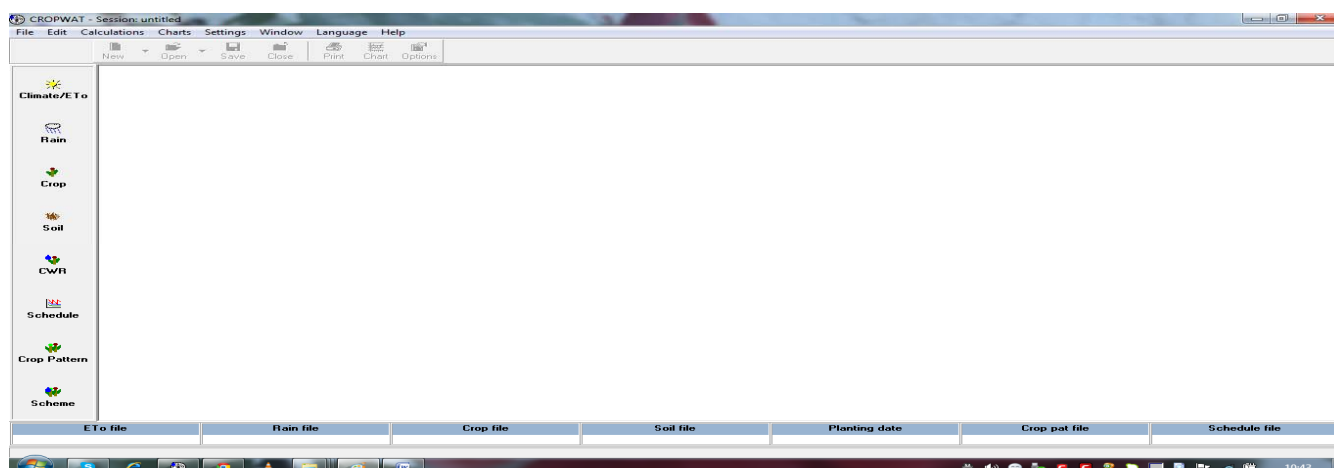 CROPWAT - Session: untitled
File Edit Calculations Charts Settings Window Language Help
New Open Save Close Print Chart Options
Climate/ETo
Rain
Crop
Soil
CWR
Schedule
Crop Pattern
Scheme
ETo file Rain file Crop file Soil file Planting date Crop pat file Schedule file
10:43